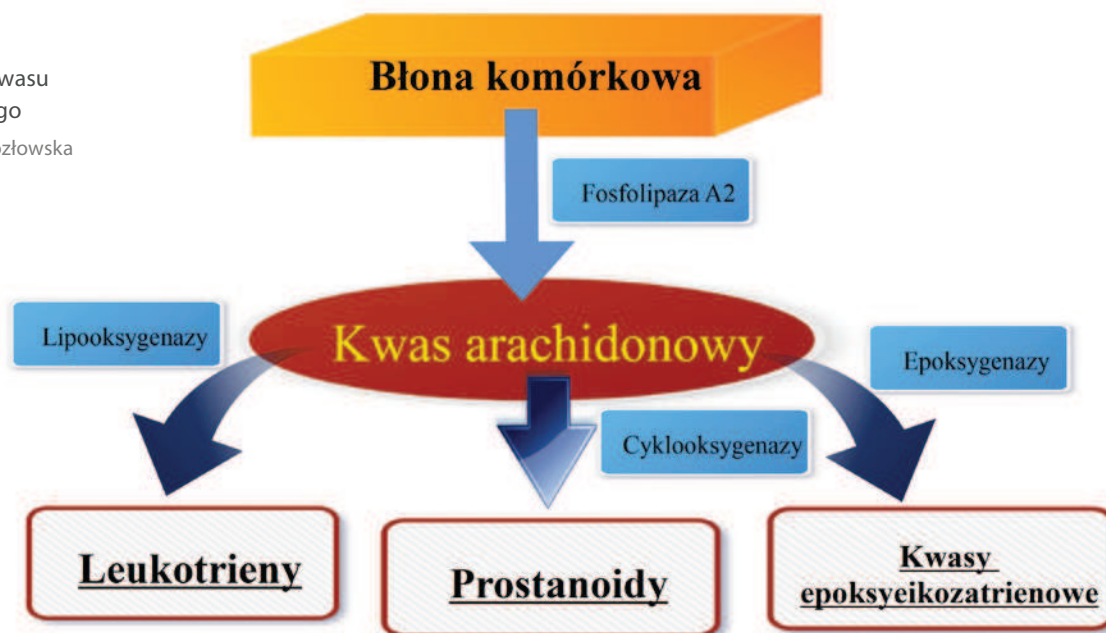 wasu
go
ozłowska
Błona komórkowa
Fosfolipaza A2
Lipooksygenazy
Kwas arachidonowy
Epoksygenazy
Cyklooksygenazy
Leukotrieny
Prostanoidy
Kwasy
epoksyeikozatrienowe